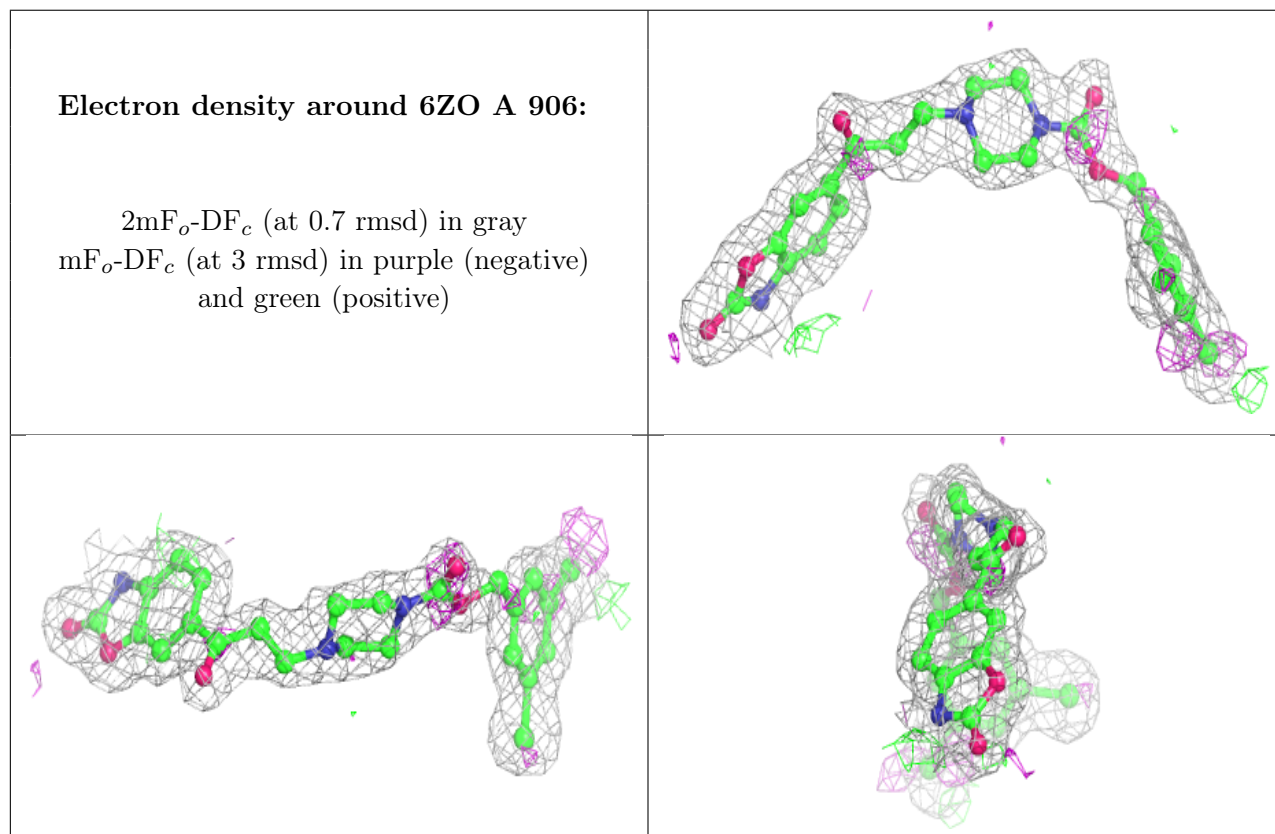 Electron density around 6ZO A 906:
2mFo-DFc (at 0.7 rmsd) in gray
mFo-DFc (at 3 rmsd) in purple (negative)
and green (positive)